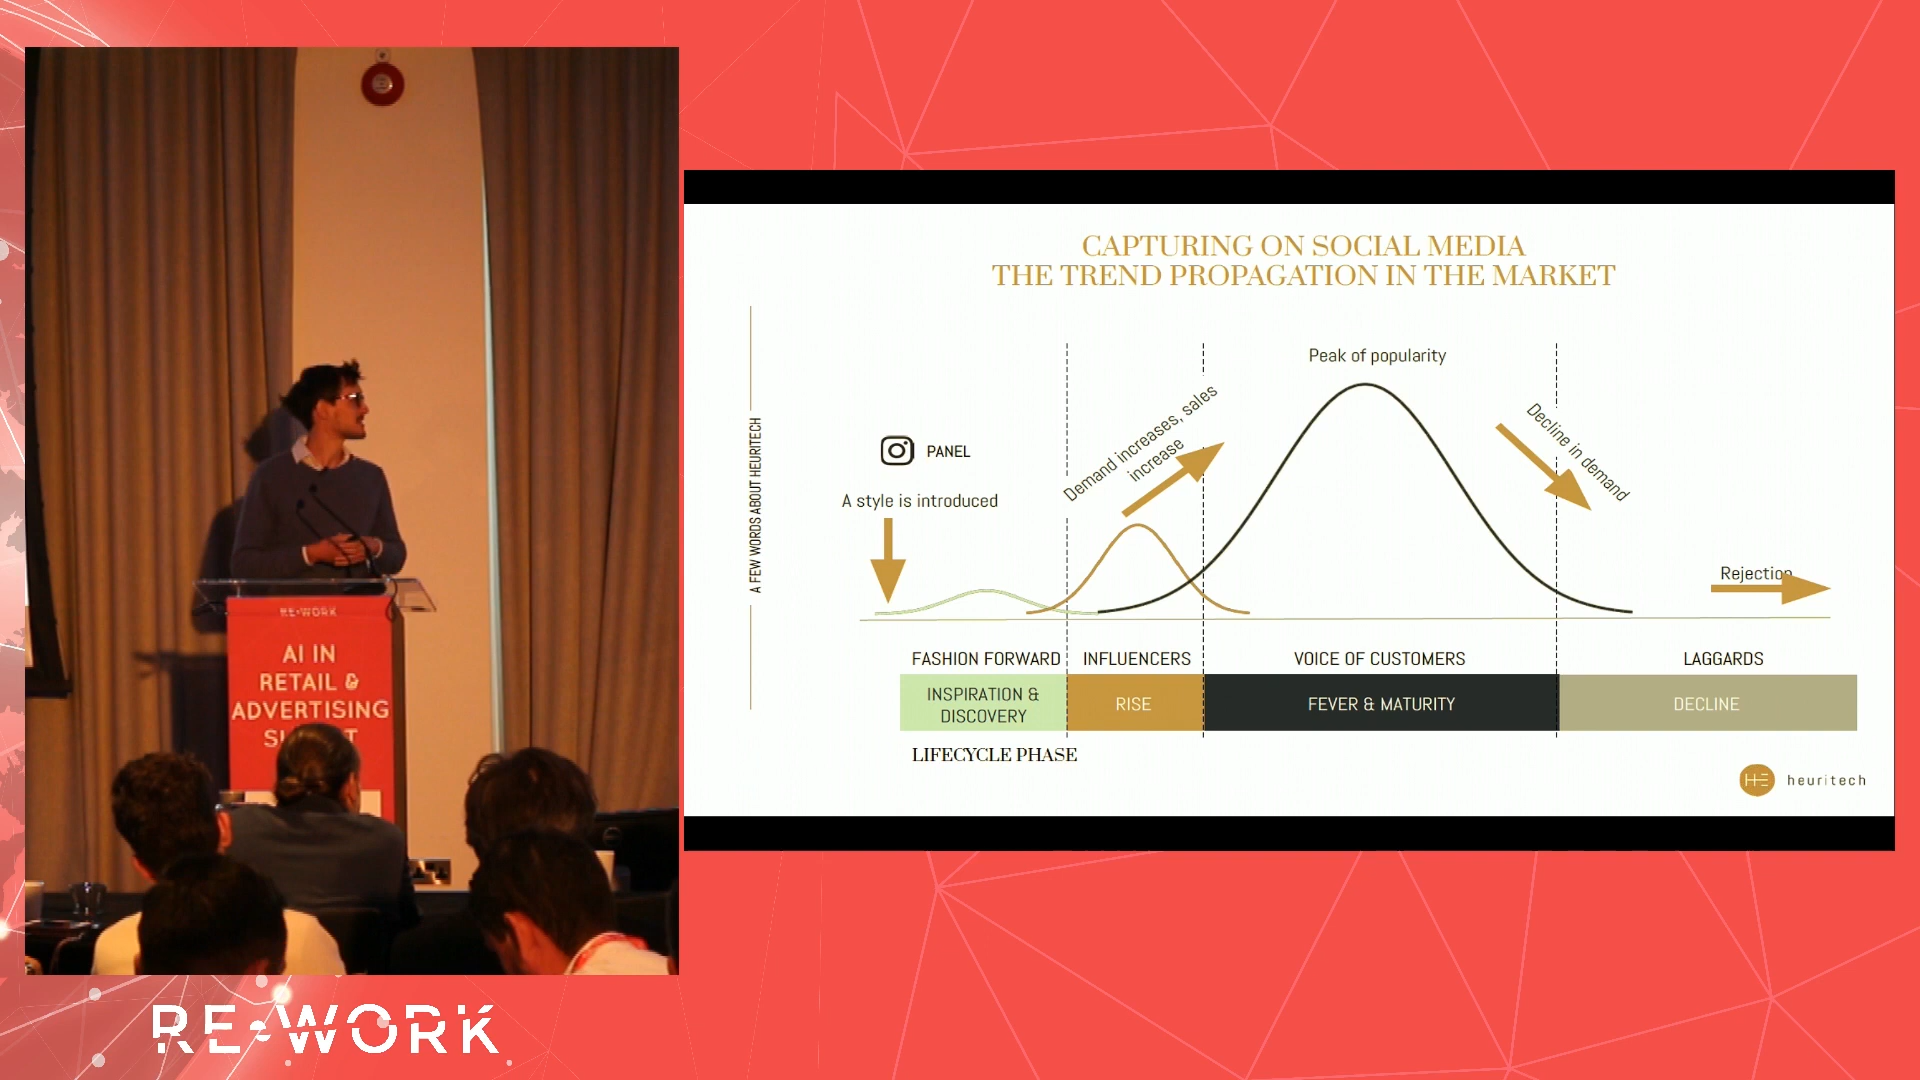 RE•WORK
AI IN
RETAIL &
ADVERTISING
RE•WORK
CAPTURING ON SOCIAL MEDIA
THE TREND PROPAGATION IN THE MARKET
A FEW WORDS ABOUT HEURITECH
PANEL
A style is introduced
Demand increases, sales
increase
Peak of popularity
Decline in demand
Rejection
FASHION FORWARD
INFLUENCERS
VOICE OF CUSTOMERS
LAGGARDS
INSPIRATION &
DISCOVERY
RISE
FEVER & MATURITY
DECLINE
LIFECYCLE PHASE
HE heuritech